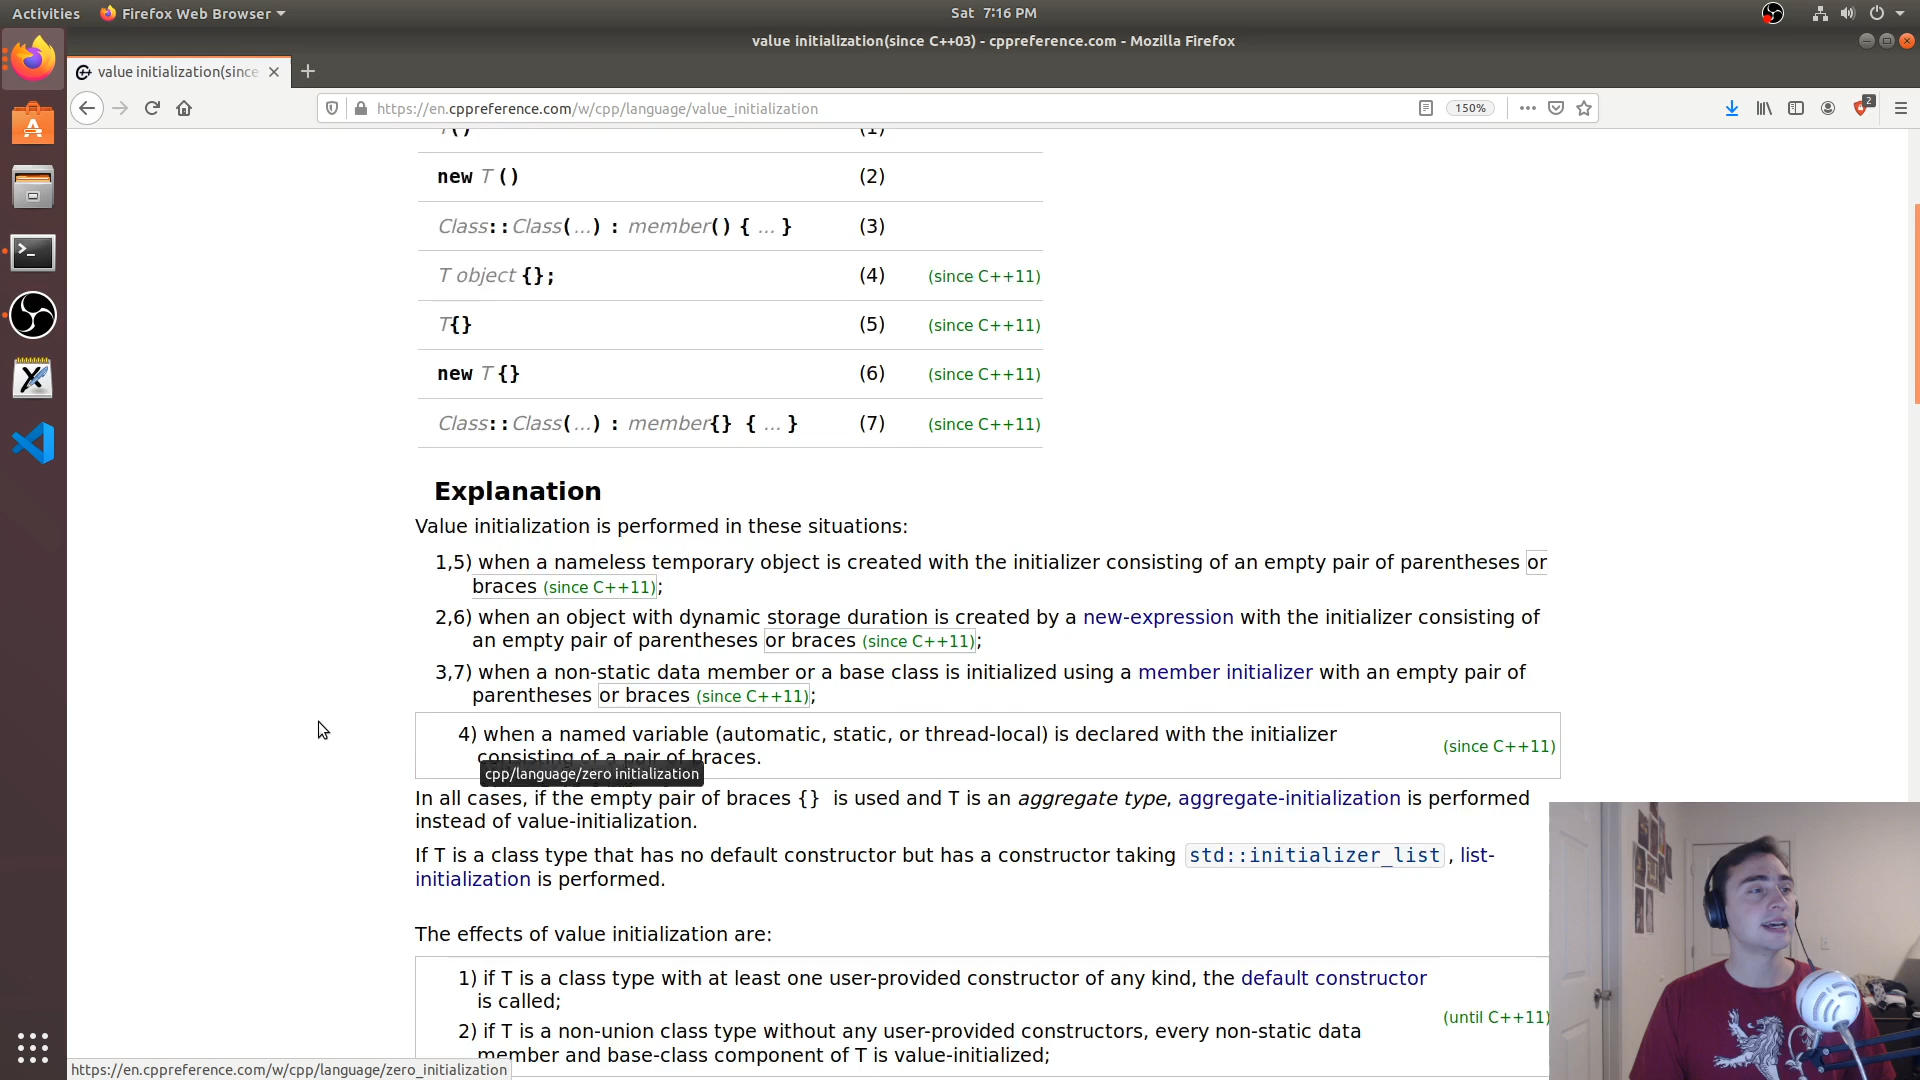 Activities Firefox Web Browser Sat 7:16 PM
value initialization(since C++03) - cppreference.com - Mozilla Firefox
value initialization(since
https://en.cppreference.com/w/cpp/language/value_initialization 150% 2
T() (1)
new T () (2)
Class::Class(...) : member() { ... } (3)
T object {}; (4) (since C++11)
T{} (5) (since C++11)
new T {} (6) (since C++11)
Class::Class(...) : member{} { ... } (7) (since C++11)
Explanation
Value initialization is performed in these situations:
1,5) when a nameless temporary object is created with the initializer consisting of an empty pair of parentheses or
braces (since C++11);
2,6) when an object with dynamic storage duration is created by a new-expression with the initializer consisting of
an empty pair of parentheses or braces (since C++11);
3,7) when a non-static data member or a base class is initialized using a member initializer with an empty pair of
parentheses or braces (since C++11);
4) when a named variable (automatic, static, or thread-local) is declared with the initializer
consisting of a pair of braces. (since C++11)
cpp/language/zero initialization
In all cases, if the empty pair of braces {} is used and T is an aggregate type, aggregate-initialization is performed
instead of value-initialization.
If T is a class type that has no default constructor but has a constructor taking std::initializer_list, list-
initialization is performed.
The effects of value initialization are:
1) if T is a class type with at least one user-provided constructor of any kind, the default constructor
is called;
(until C++11)
2) if T is a non-union class type without any user-provided constructors, every non-static data
member and base-class component of T is value-initialized;
https://en.cppreference.com/w/cpp/language/zero_initialization